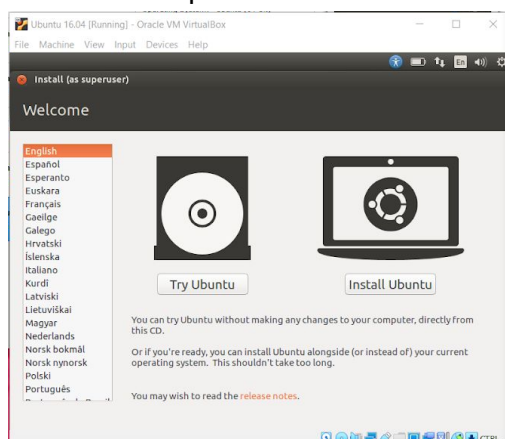 Ubuntu 16.04 [Running] - Oracle VM VirtualBox
File Machine View Input Devices Help
En
Install (as superuser)
Welcome
English
Español
Esperanto
Euskara
Français
Gaeilge
Galego
Hrvatski
Íslenska
Italiano
Kurdî
Latviski
Lietuviškai
Magyar
Nederlands
Norsk bokmål
Norsk nynorsk
Polski
Português
Try Ubuntu
Install Ubuntu
You can try Ubuntu without making any changes to your computer, directly from
this CD.
Or if you're ready, you can install Ubuntu alongside (or instead of) your current
operating system. This shouldn't take too long.
You may wish to read the release notes.